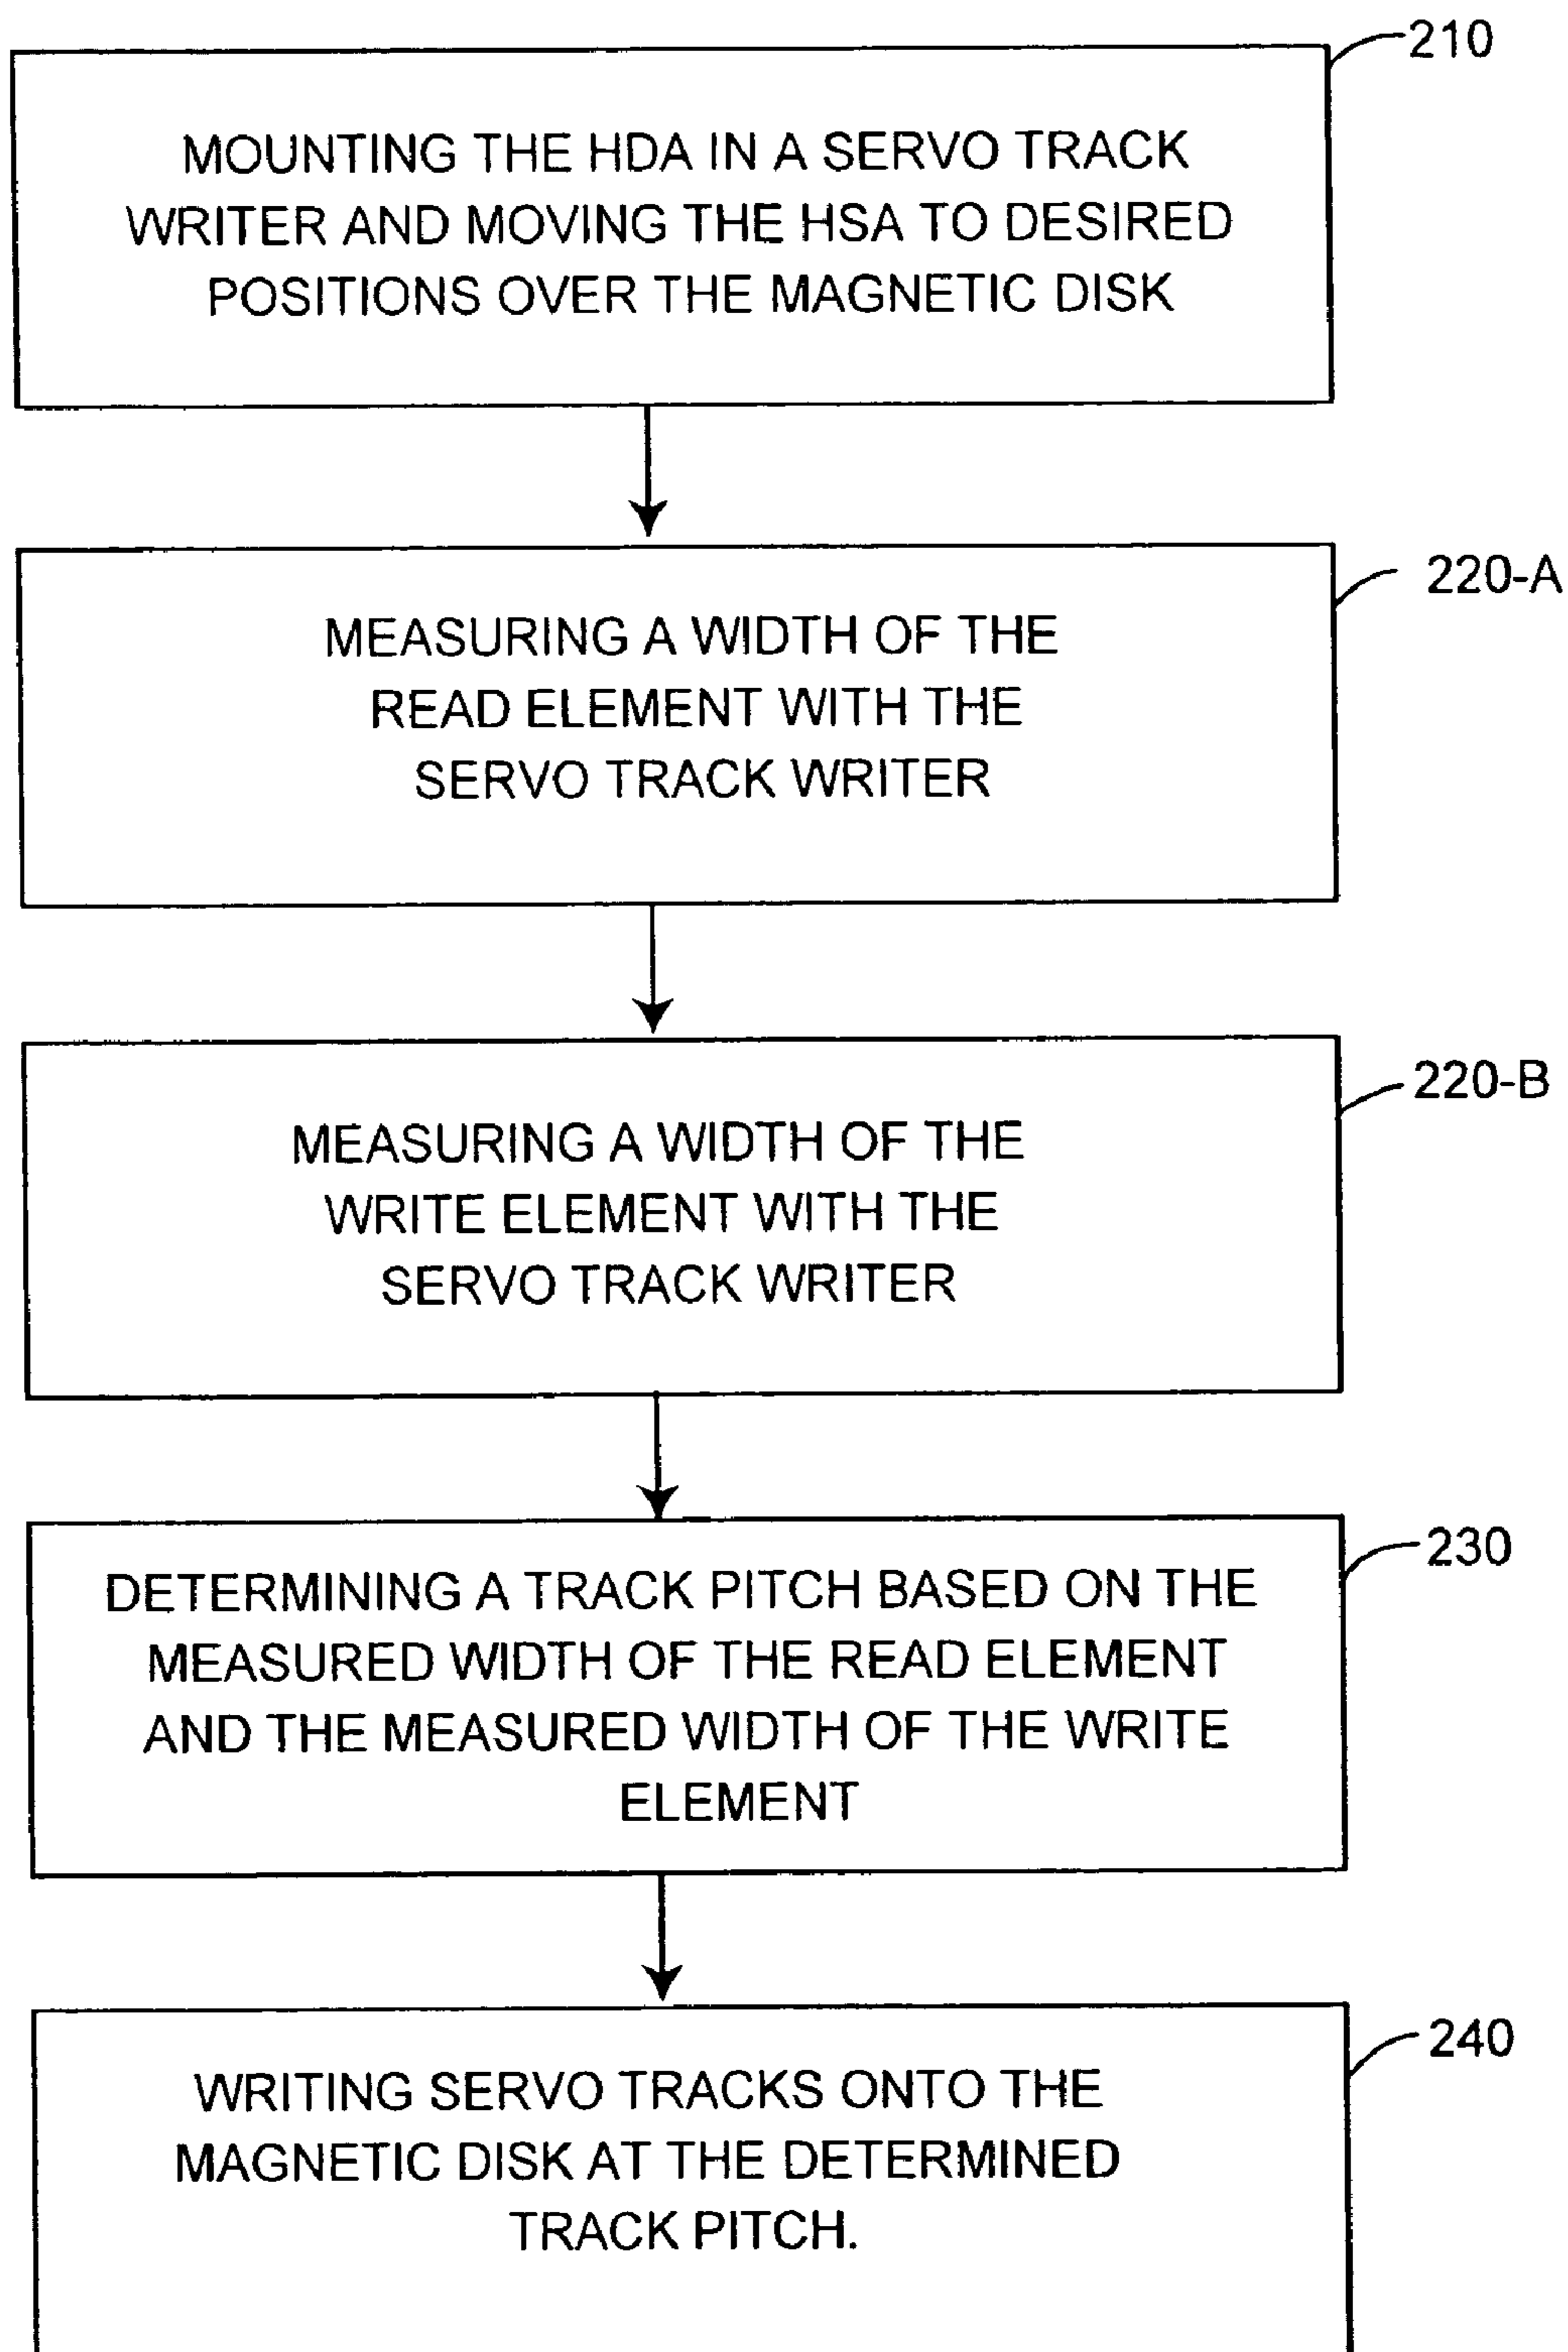 210
MOUNTING THE HDA IN A SERVO TRACK
WRITER AND MOVING THE HSA TO DESIRED
POSITIONS OVER THE MAGNETIC DISK
220-A
MEASURING A WIDTH OF THE
READ ELEMENT WITH THE
SERVO TRACK WRITER
220-B
MEASURING A WIDTH OF THE
WRITE ELEMENT WITH THE
SERVO TRACK WRITER
230
DETERMINING A TRACK PITCH BASED ON THE
MEASURED WIDTH OF THE READ ELEMENT
AND THE MEASURED WIDTH OF THE WRITE
ELEMENT
240
WRITING SERVO TRACKS ONTO THE
MAGNETIC DISK AT THE DETERMINED
TRACK PITCH.